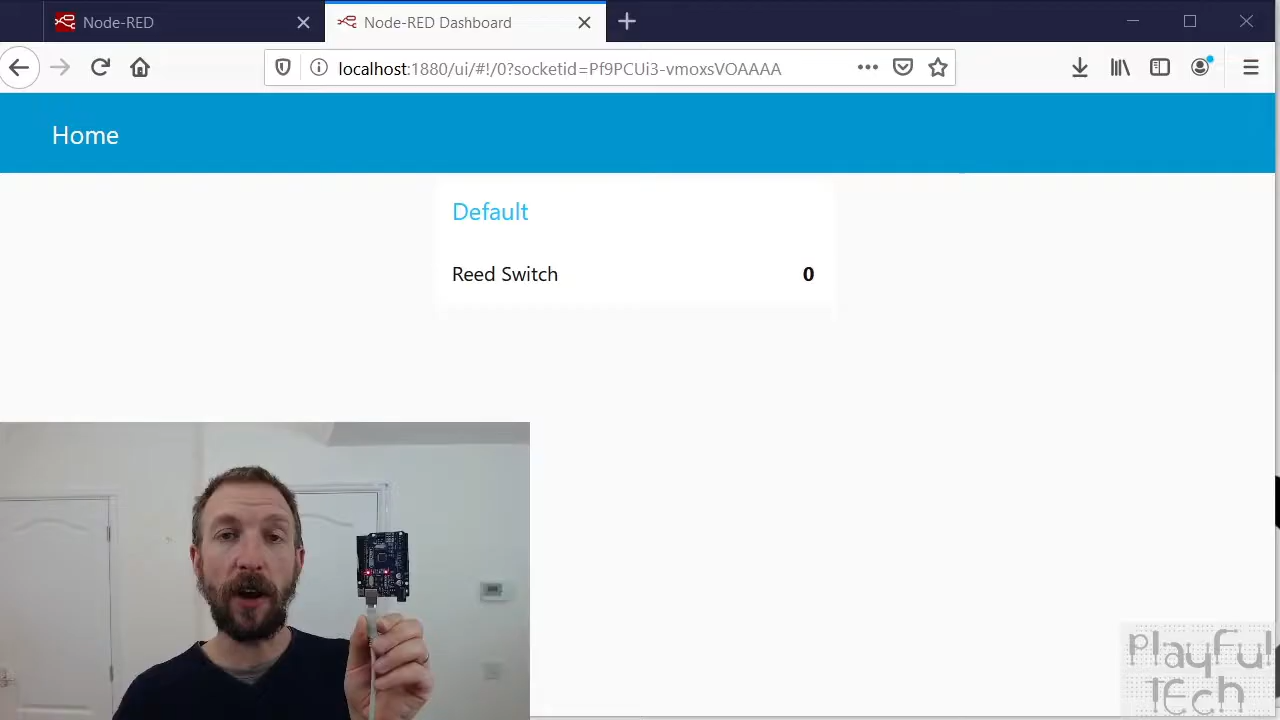 Node-RED
Node-RED Dashboard
localhost:1880/ui/#!/0?socketid=Pf9PCUi3-vmoxsVOAAAA
Home
Default
Reed Switch 0
Playful
tEch